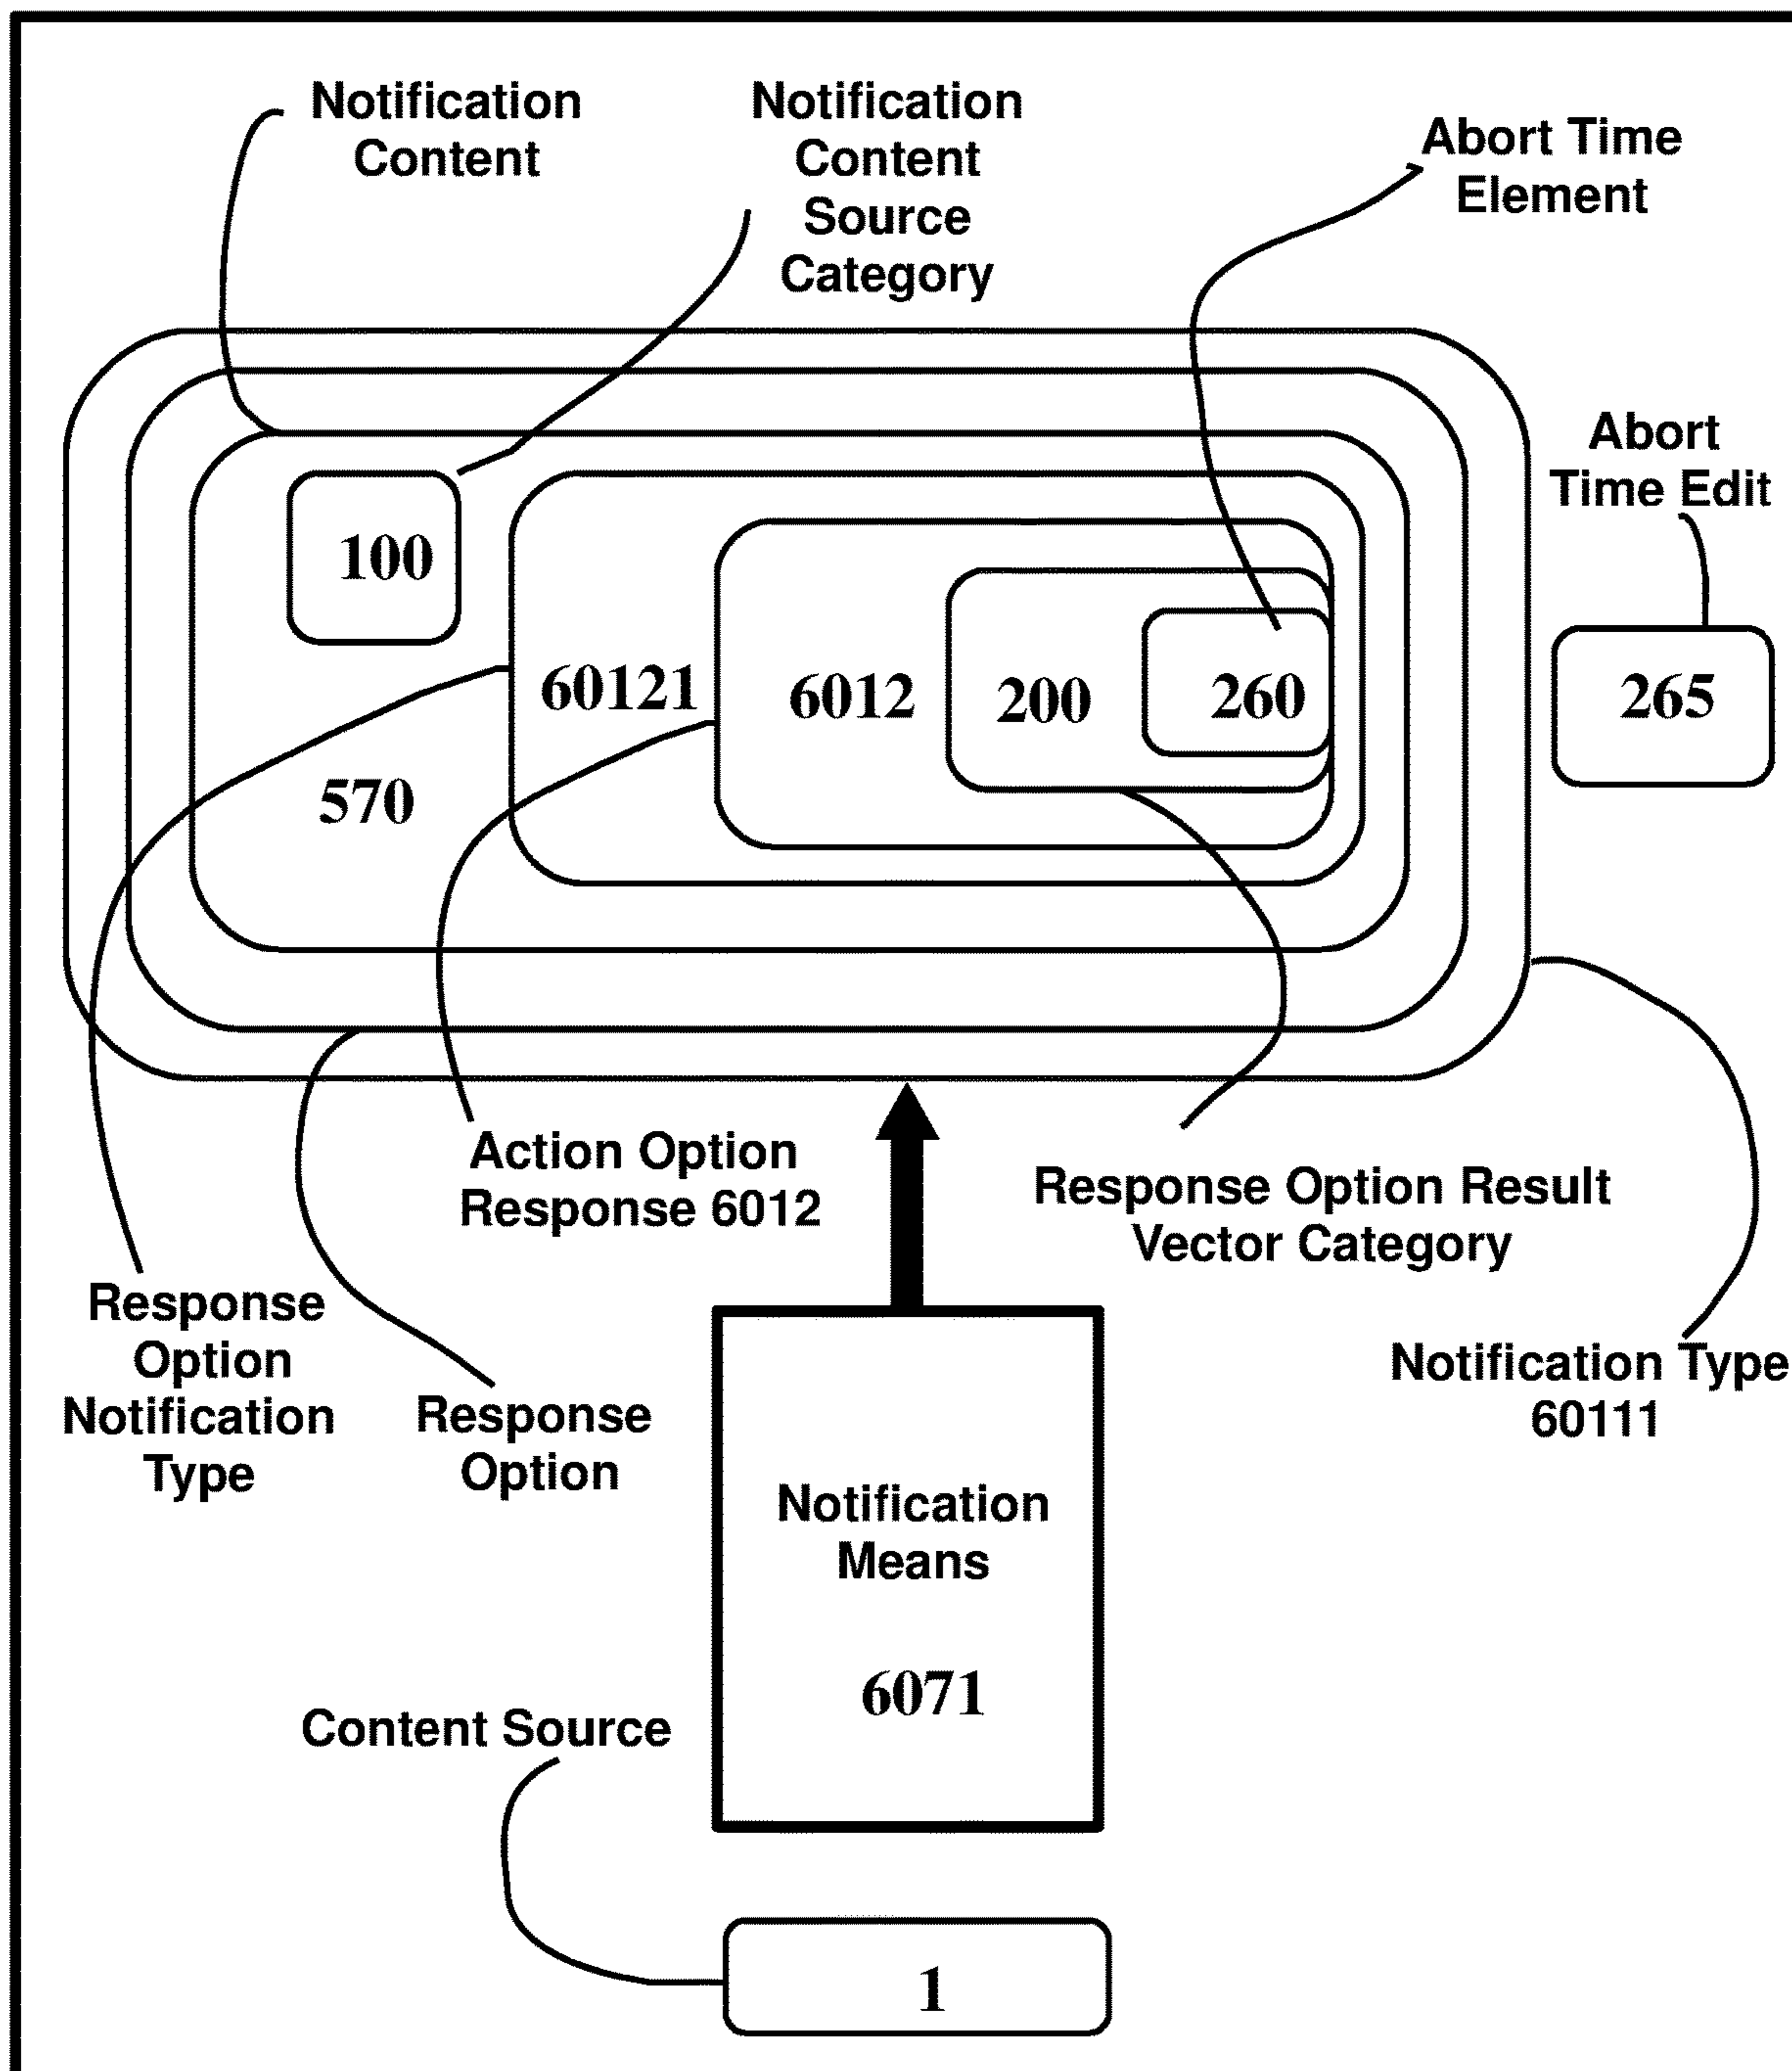 Notification
Content
Notification
Content
Source
Category
Abort Time
Element
Abort
Time Edit
100
60121
6012
200
260
265
570
Action Option
Response 6012
Response Option Result
Vector Category
Response
Option
Notification
Type
Response
Option
Notification Type
60111
Notification
Means
6071
Content Source
1